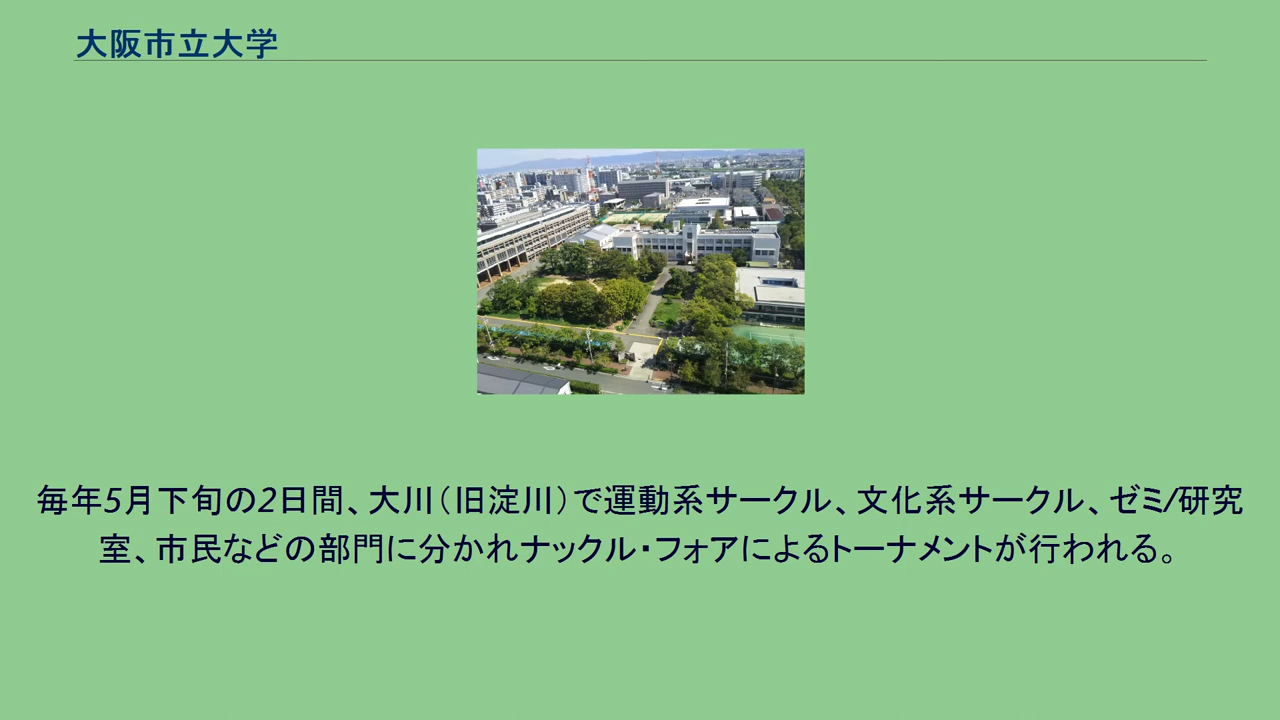 大阪市立大学
毎年5月下旬の2日間、大川（旧淀川）で運動系サークル、文化系サークル、ゼミ/研究
室、市民などの部門に分かれナックル・フォアによるトーナメントが行われる。